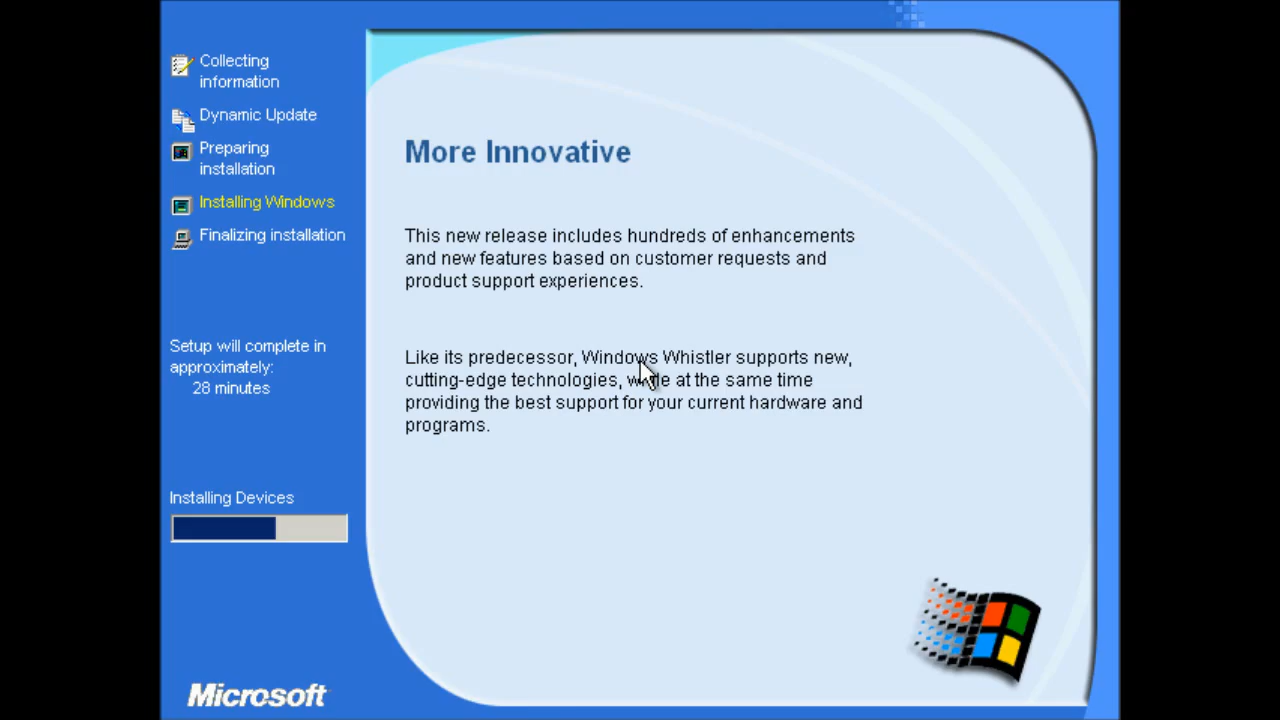 Collecting
information
Dynamic Update
Preparing
installation
Installing Windows
Finalizing installation
Setup will complete in
approximately:
28 minutes
Installing Devices
Microsoft
More Innovative
This new release includes hundreds of enhancements
and new features based on customer requests and
product support experiences.
Like its predecessor, Windows Whistler supports new,
cutting-edge technologies, while at the same time
providing the best support for your current hardware and
programs.